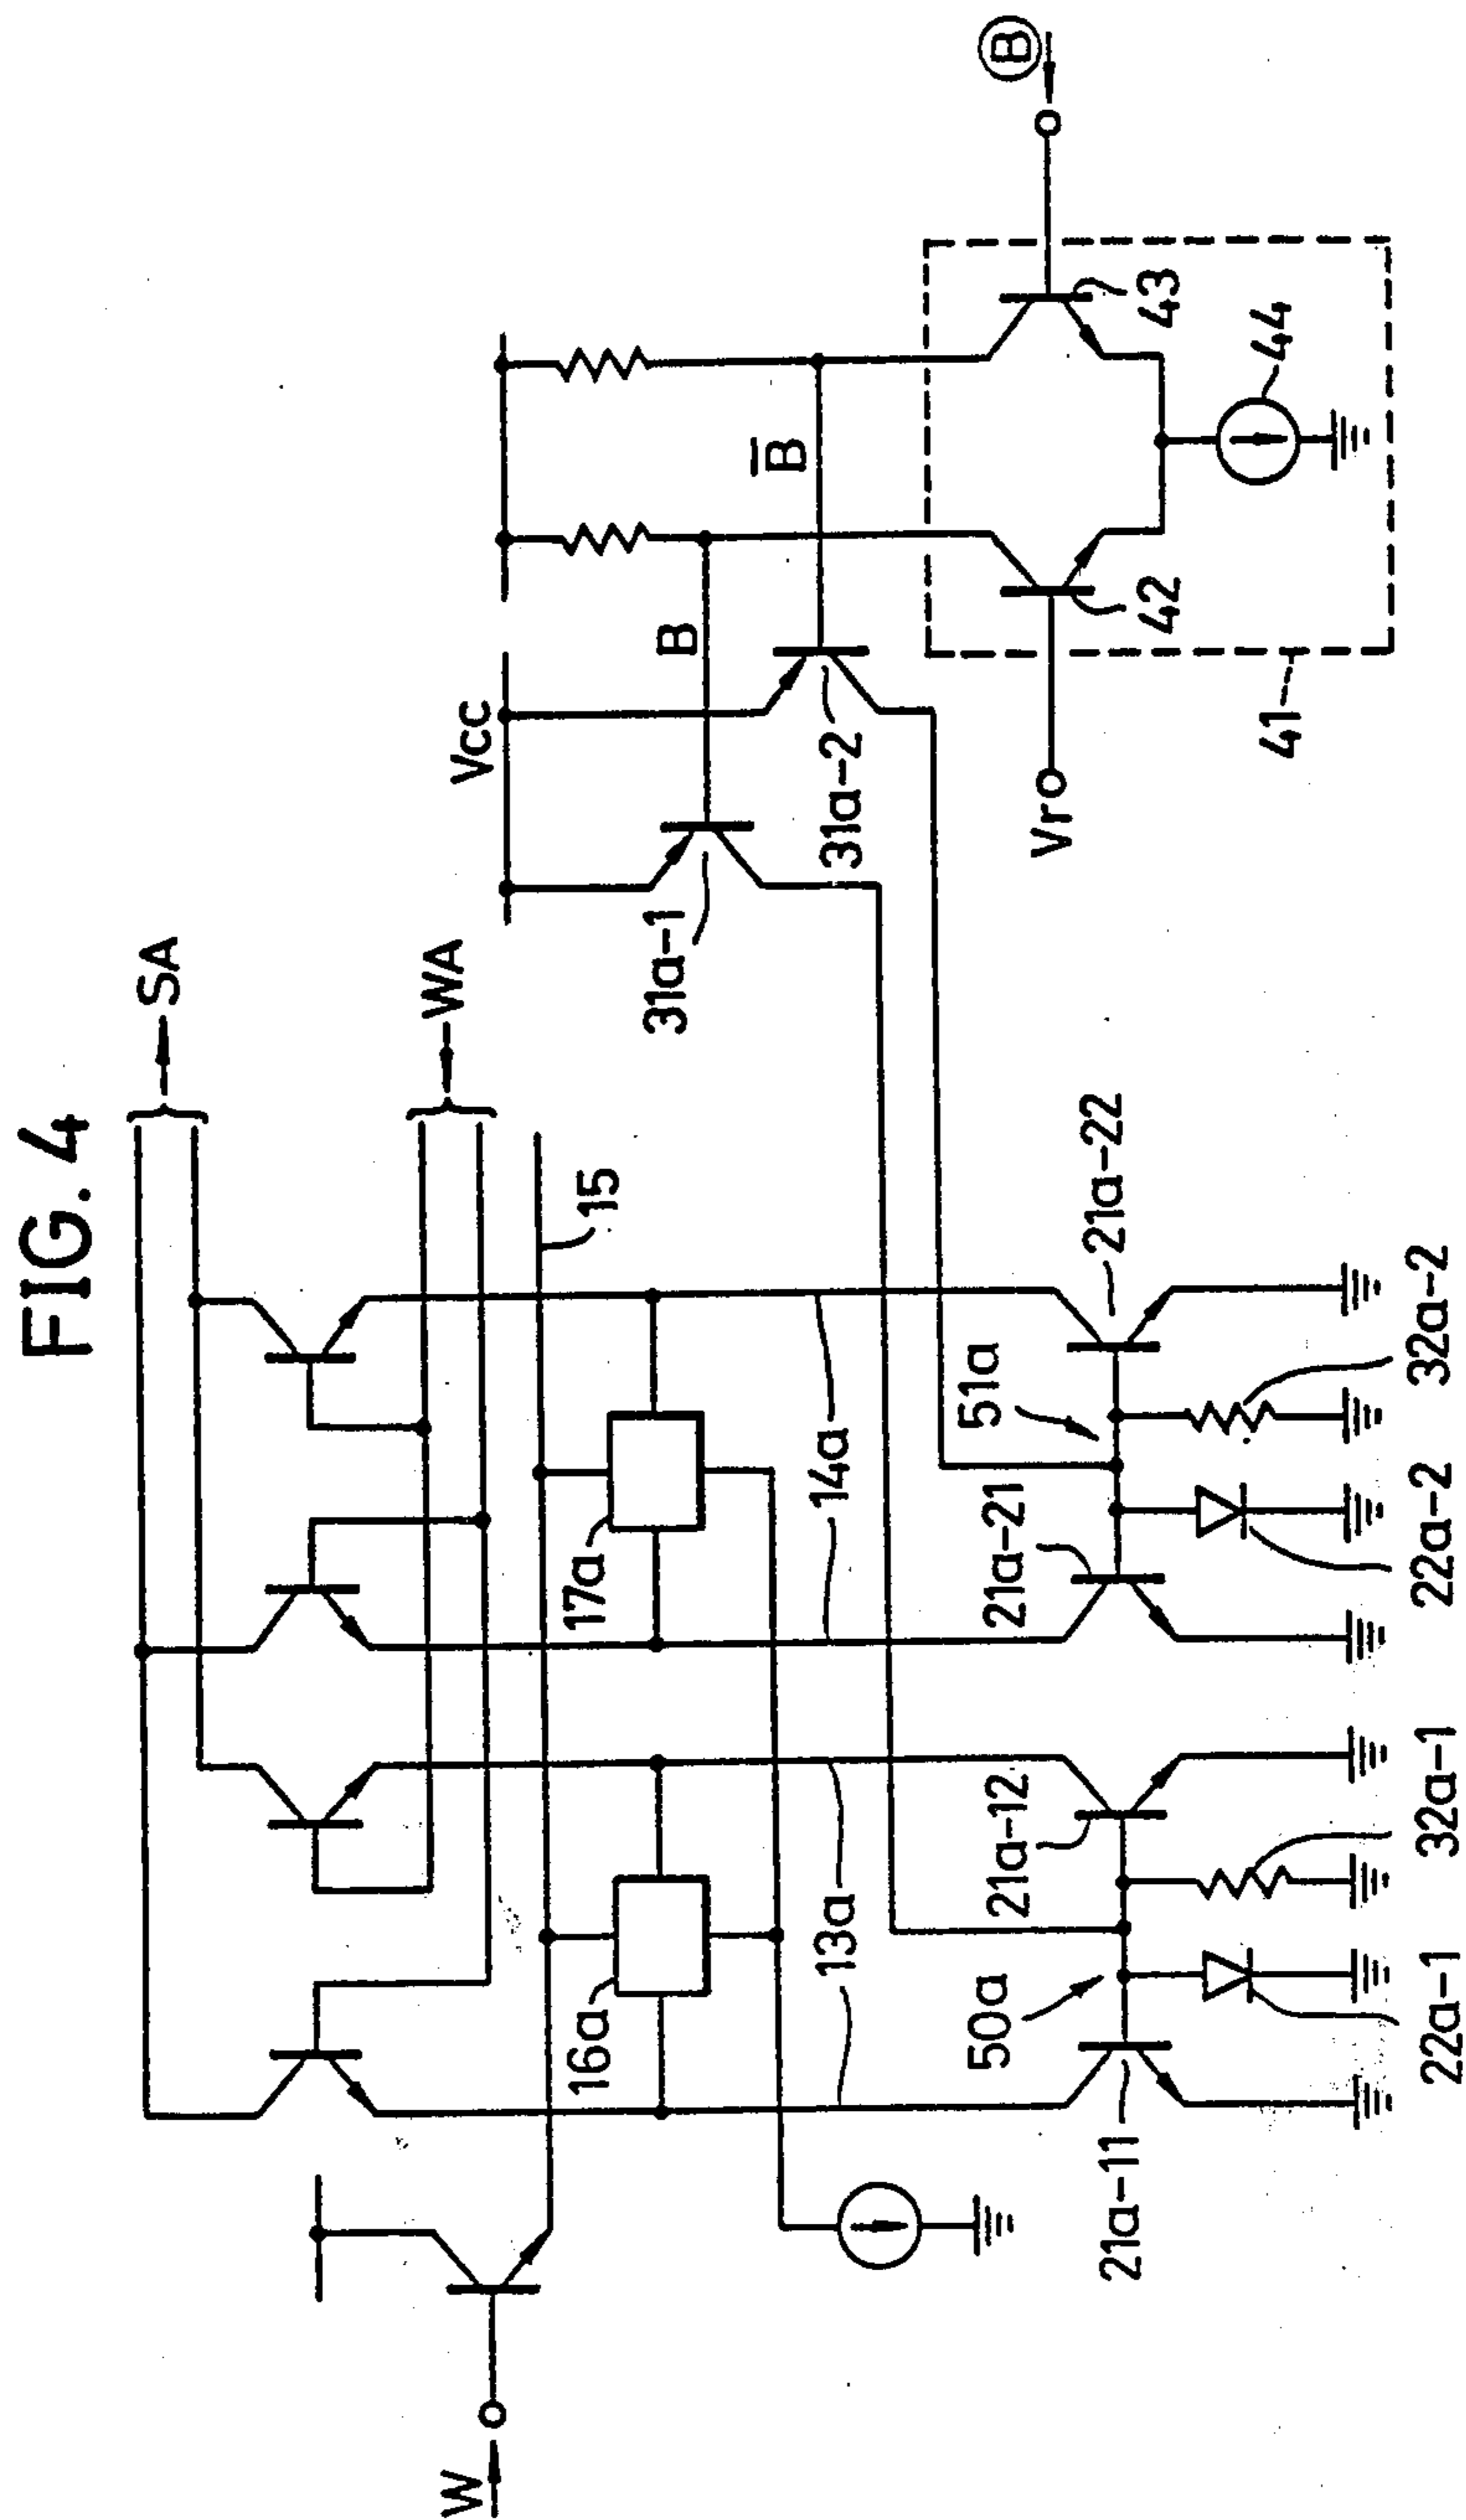 FIG. 4
SA
WA
W
15
Vcc
B
B̅
Ⓑ
31a-1
31a-2
16a
17a
13a
14a
Vr
41
42
43
44
50a
51a
21a-11
21a-12
21a-21
21a-22
22a-1
32a-1
22a-2
32a-2